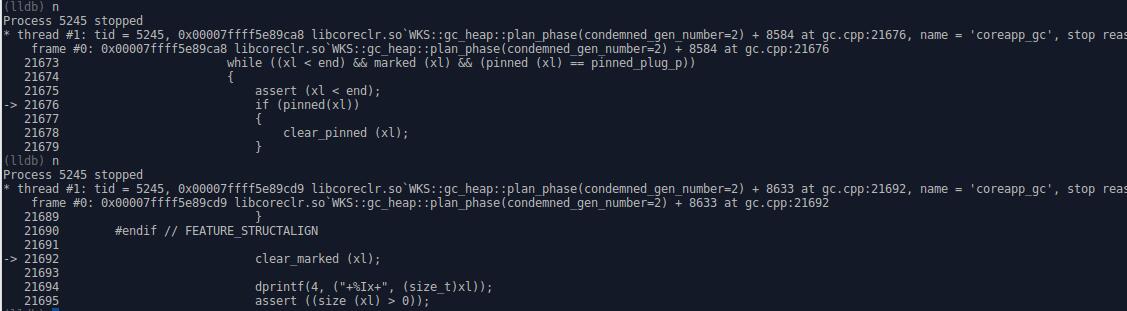 (lldb) n
Process 5245 stopped
* thread #1: tid = 5245, 0x00007ffff5e89ca8 libcoreclr.so`WKS::gc_heap::plan_phase(condemned_gen_number=2) + 8584 at gc.cpp:21676, name = 'coreapp_gc', stop reas
    frame #0: 0x00007ffff5e89ca8 libcoreclr.so`WKS::gc_heap::plan_phase(condemned_gen_number=2) + 8584 at gc.cpp:21676
   21673                        while ((xl < end) && marked (xl) && (pinned (xl) == pinned_plug_p))
   21674                        {
   21675                            assert (xl < end);
-> 21676                            if (pinned(xl))
   21677                            {
   21678                                clear_pinned (xl);
   21679                            }
(lldb) n
Process 5245 stopped
* thread #1: tid = 5245, 0x00007ffff5e89cd9 libcoreclr.so`WKS::gc_heap::plan_phase(condemned_gen_number=2) + 8633 at gc.cpp:21692, name = 'coreapp_gc', stop reas
    frame #0: 0x00007ffff5e89cd9 libcoreclr.so`WKS::gc_heap::plan_phase(condemned_gen_number=2) + 8633 at gc.cpp:21692
   21689                            }
   21690        #endif // FEATURE_STRUCTALIGN
   21691
-> 21692                            clear_marked (xl);
   21693
   21694                            dprintf(4, ("+%Ix+", (size_t)xl));
   21695                            assert ((size (xl) > 0));